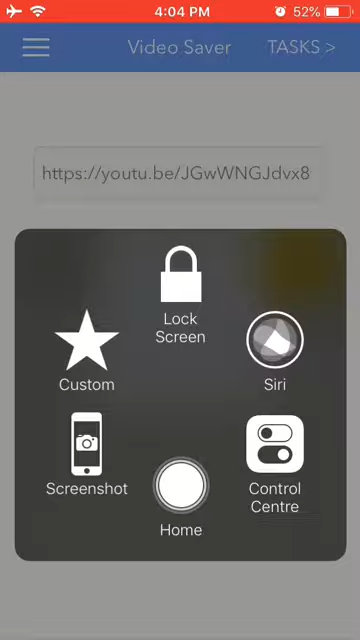 4:04 PM
52%
Video Saver
TASKS >
https://youtu.be/JGwWNGJdvx8
Lock
Screen
Custom
Siri
Screenshot
Control
Centre
Home